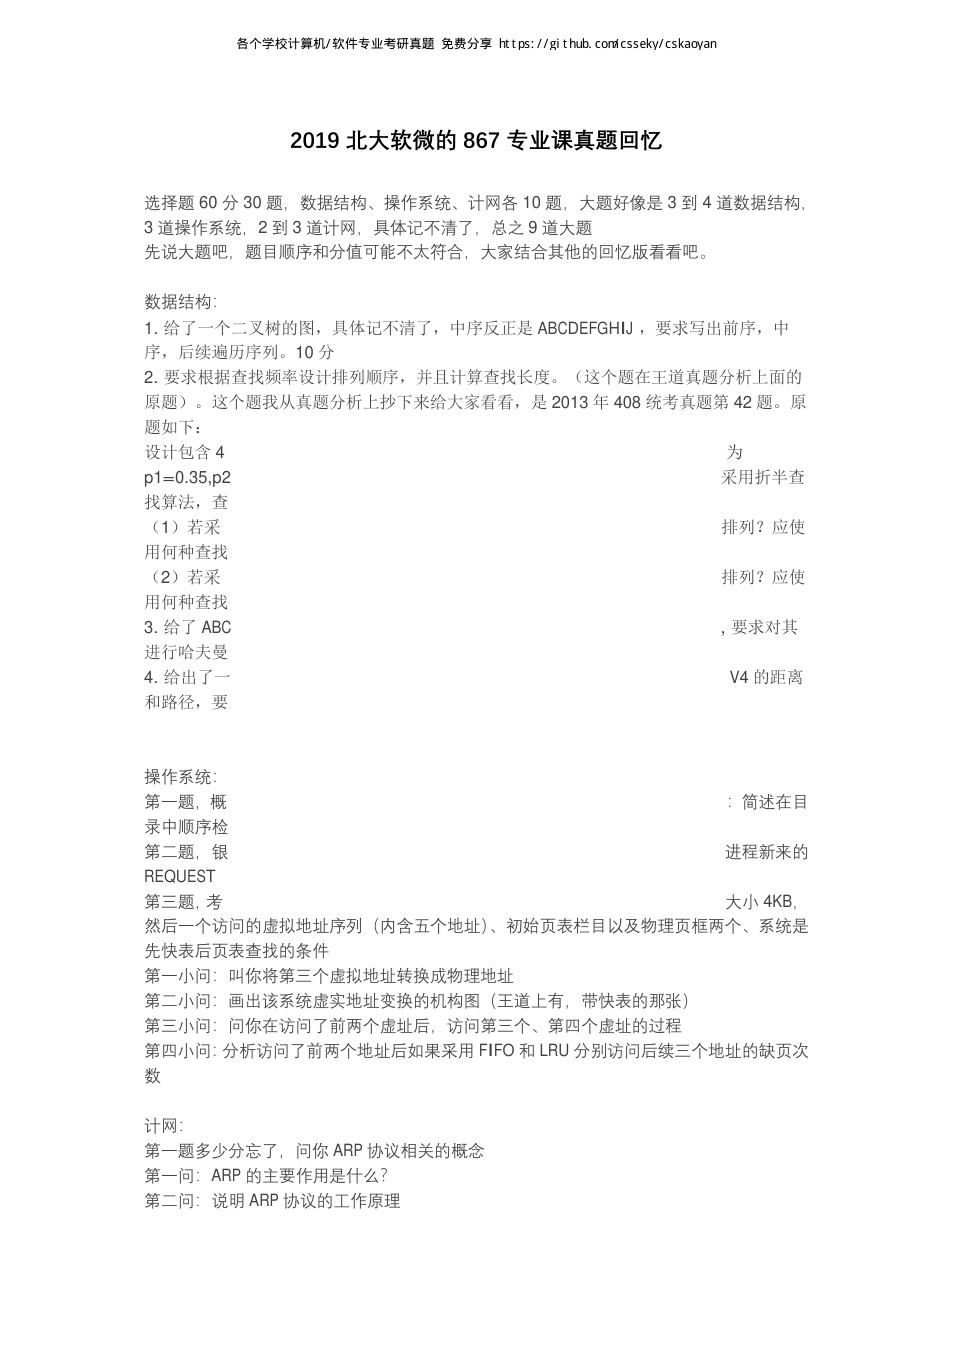 各个学校计算机/软件专业考研真题 免费分享 https://github.com/csseky/cskaoyan
2019 北大软微的 867 专业课真题回忆
选择题 60 分 30 题，数据结构、操作系统、计网各 10 题，大题好像是 3 到 4 道数据结构，
3 道操作系统，2 到 3 道计网，具体记不清了，总之 9 道大题
先说大题吧，题目顺序和分值可能不太符合，大家结合其他的回忆版看看吧。
数据结构：
1. 给了一个二叉树的图，具体记不清了，中序反正是 ABCDEFGHIJ ，要求写出前序，中
序，后续遍历序列。10 分
2. 要求根据查找频率设计排列顺序，并且计算查找长度。（这个题在王道真题分析上面的
原题）。这个题我从真题分析上抄下来给大家看看，是 2013 年 408 统考真题第 42 题。原
题如下：
设计包含 4 为
p1=0.35,p2 采用折半查
找算法，查
（1）若采 排列？应使
用何种查找
（2）若采 排列？应使
用何种查找
3. 给了 ABC ，要求对其
进行哈夫曼
4. 给出了一 V4 的距离
和路径，要
操作系统：
第一题，概 ：简述在目
录中顺序检
第二题，银 进程新来的
REQUEST
第三题，考 大小 4KB，
然后一个访问的虚拟地址序列（内含五个地址）、初始页表栏目以及物理页框两个、系统是
先快表后页表查找的条件
第一小问：叫你将第三个虚拟地址转换成物理地址
第二小问：画出该系统虚实地址变换的机构图（王道上有，带快表的那张）
第三小问：问你在访问了前两个虚址后，访问第三个、第四个虚址的过程
第四小问：分析访问了前两个地址后如果采用 FIFO 和 LRU 分别访问后续三个地址的缺页次
数
计网：
第一题多少分忘了，问你 ARP 协议相关的概念
第一问：ARP 的主要作用是什么？
第二问：说明 ARP 协议的工作原理